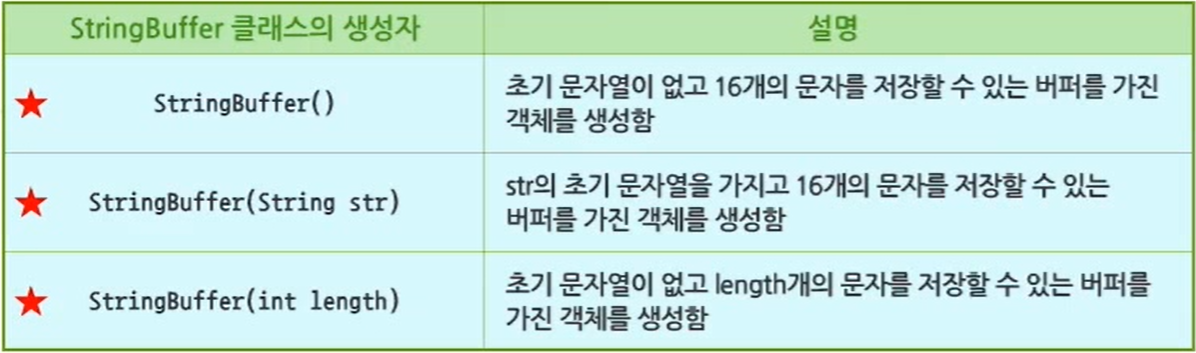 StringBuffer 클래스의 생성자
설명
StringBuffer()
초기 문자열이 없고 16개의 문자를 저장할 수 있는 버퍼를 가진
객체를 생성함
StringBuffer(String str)
str의 초기 문자열을 가지고 16개의 문자를 저장할 수 있는
버퍼를 가진 객체를 생성함
StringBuffer(int length)
초기 문자열이 없고 length개의 문자를 저장할 수 있는 버퍼를
가진 객체를 생성함